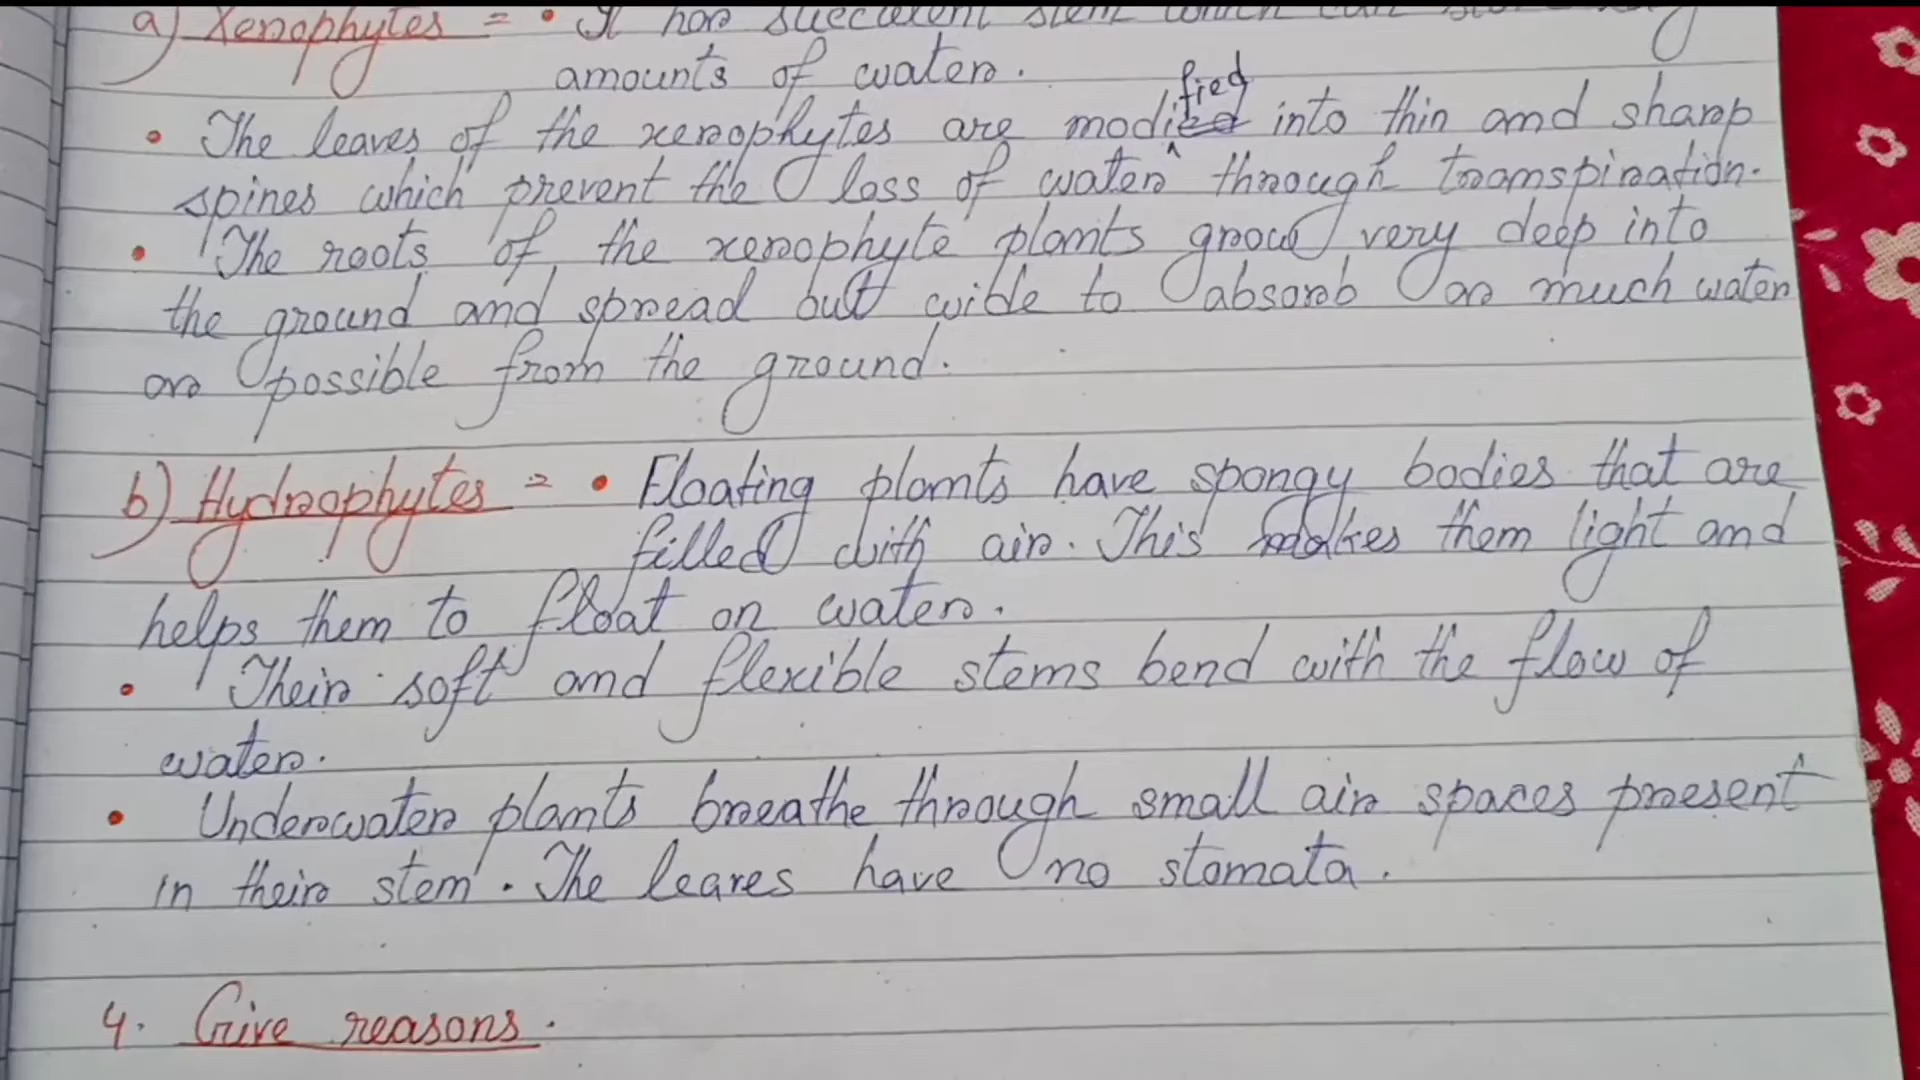 a) Xerophytes = • It has succulent stem which can store
amounts of water.
• The leaves of the xerophytes are modified into thin and sharp
spines which prevent the loss of water through transpiration.
• The roots of the xerophyte plants grow very deep into
the ground and spread but wide to absorb as much water
as possible from the ground.
b) Hydrophytes = • Floating plants have spongy bodies that are
filled with air. This makes them light and
helps them to float on water.
• Their soft and flexible stems bend with the flow of
water.
• Underwater plants breathe through small air spaces present
in their stem. The leaves have no stomata.
4. Give reasons.